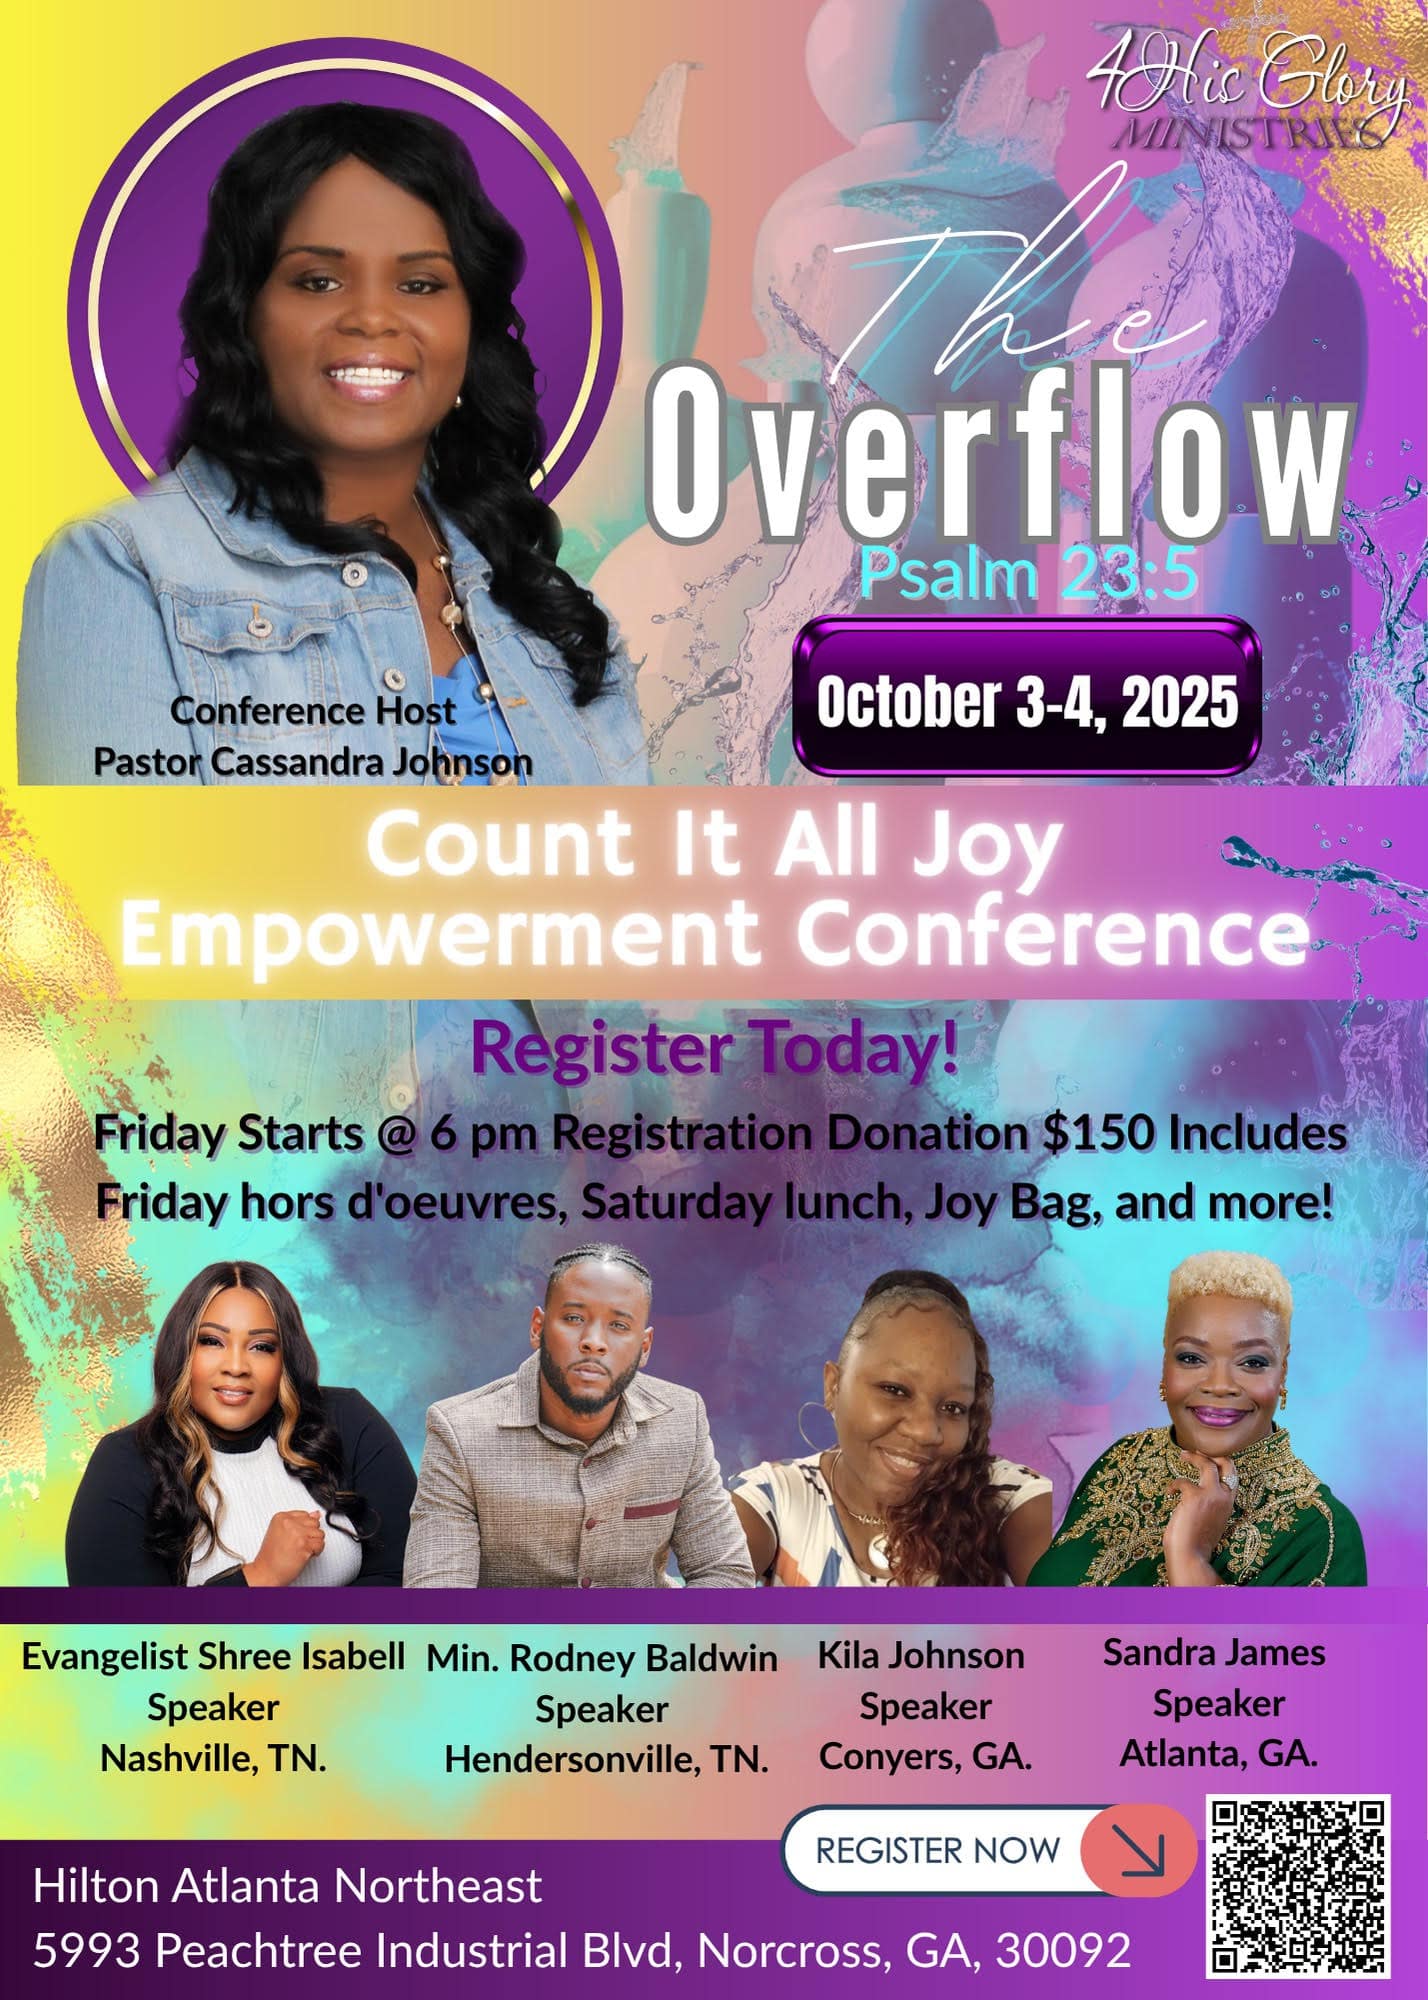 4His Glory
MINISTRIES
The
Overflow
Psalm 23:5
October 3-4, 2025
Conference Host
Pastor Cassandra Johnson
Count It All Joy
Empowerment Conference
Register Today!
Friday Starts @ 6 pm Registration Donation $150 Includes
Friday hors d'oeuvres, Saturday lunch, Joy Bag, and more!
Evangelist Shree Isabell
Speaker
Nashville, TN.
Min. Rodney Baldwin
Speaker
Hendersonville, TN.
Kila Johnson
Speaker
Conyers, GA.
Sandra James
Speaker
Atlanta, GA.
REGISTER NOW
Hilton Atlanta Northeast
5993 Peachtree Industrial Blvd, Norcross, GA, 30092